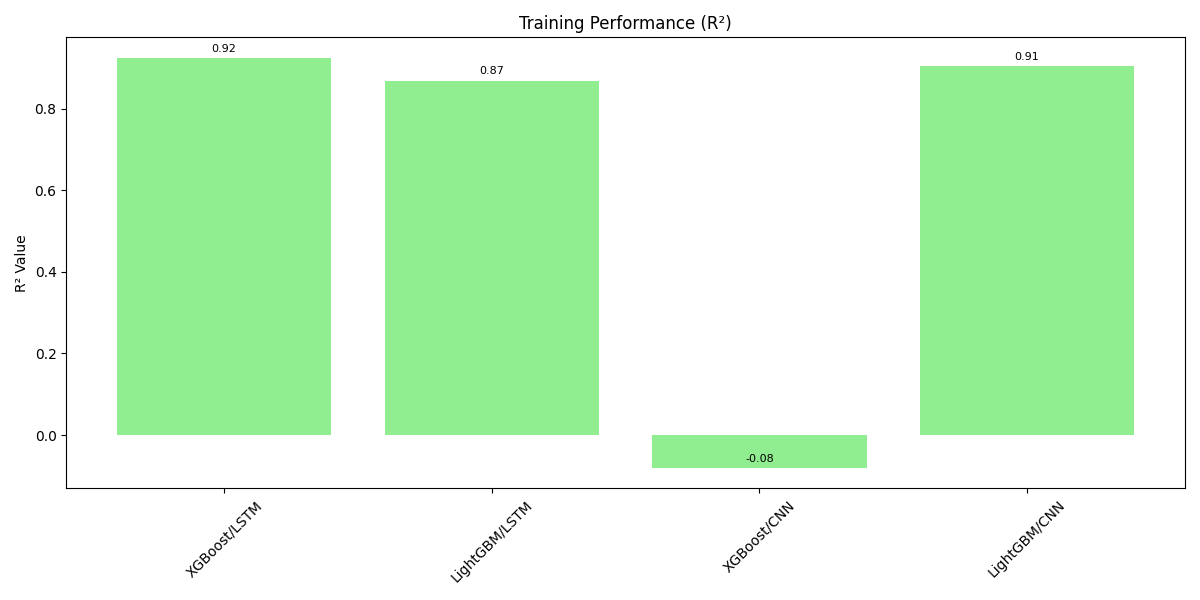 Training Performance (R²)
0.92
0.87
-0.08
0.91
R² Value
0.8
0.6
0.4
0.2
0.0
XGBoost/LSTM
LightGBM/LSTM
XGBoost/CNN
LightGBM/CNN